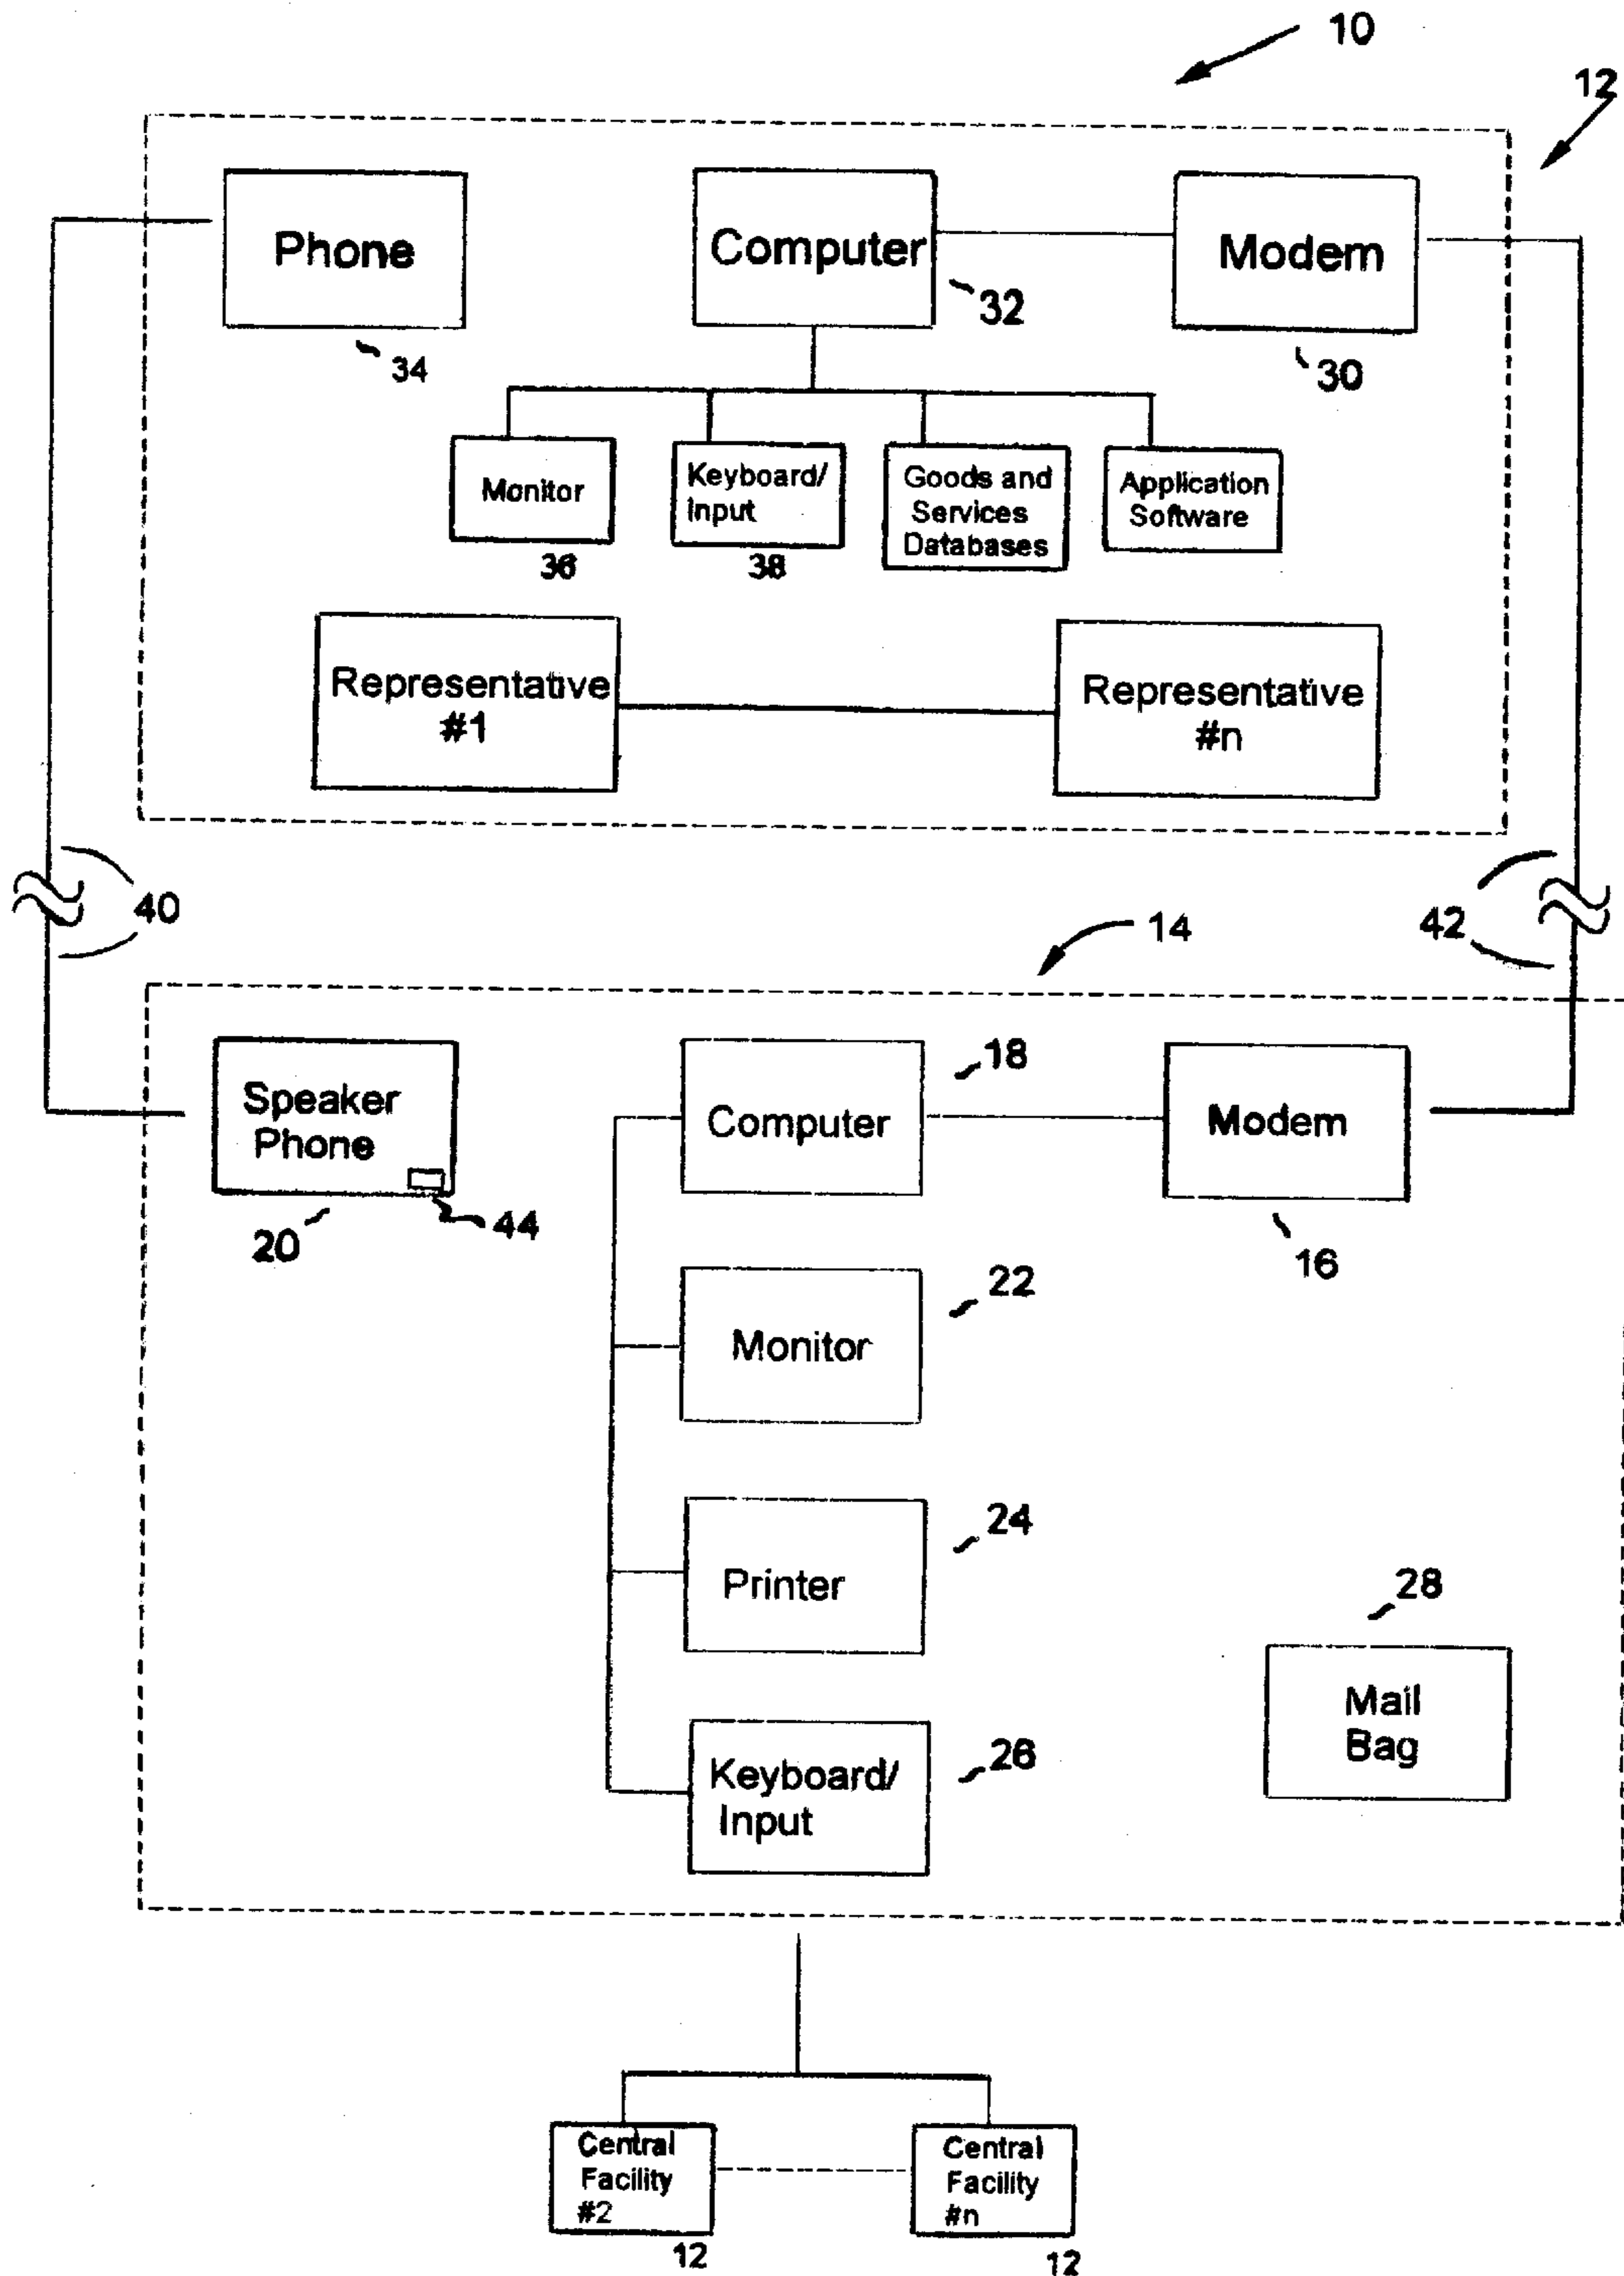 10
12
Phone
Computer
Modem
32
34
30
Monitor
Keyboard/
Input
Goods and
Services
Databases
Application
Software
36
38
Representative
#1
Representative
#n
40
42
14
18
Speaker
Phone
Computer
Modem
44
20
16
22
Monitor
24
Printer
28
Mail
Bag
26
Keyboard/
Input
Central
Facility
#2
Central
Facility
#n
12
12